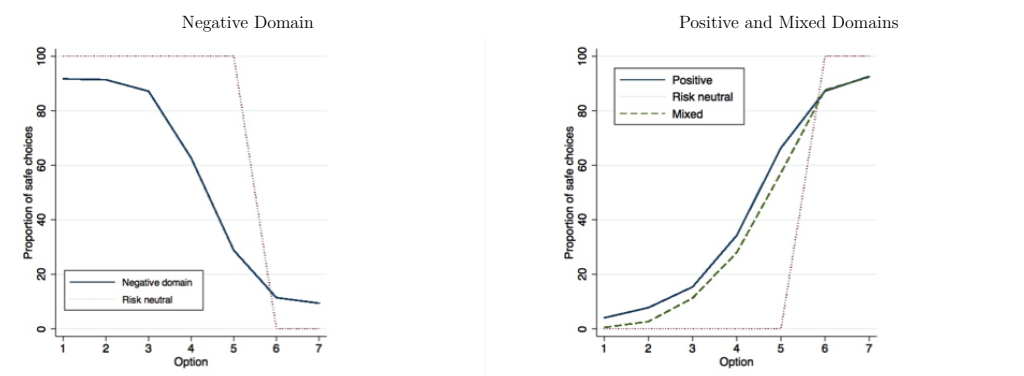 Negative Domain
Proportion of safe choices
100
80
60
40
20
0
Negative domain
Risk neutral
1 2 3 4 5 6 7
Option
Positive and Mixed Domains
Proportion of safe choices
100
80
60
40
20
0
Positive
Risk neutral
Mixed
1 2 3 4 5 6 7
Option